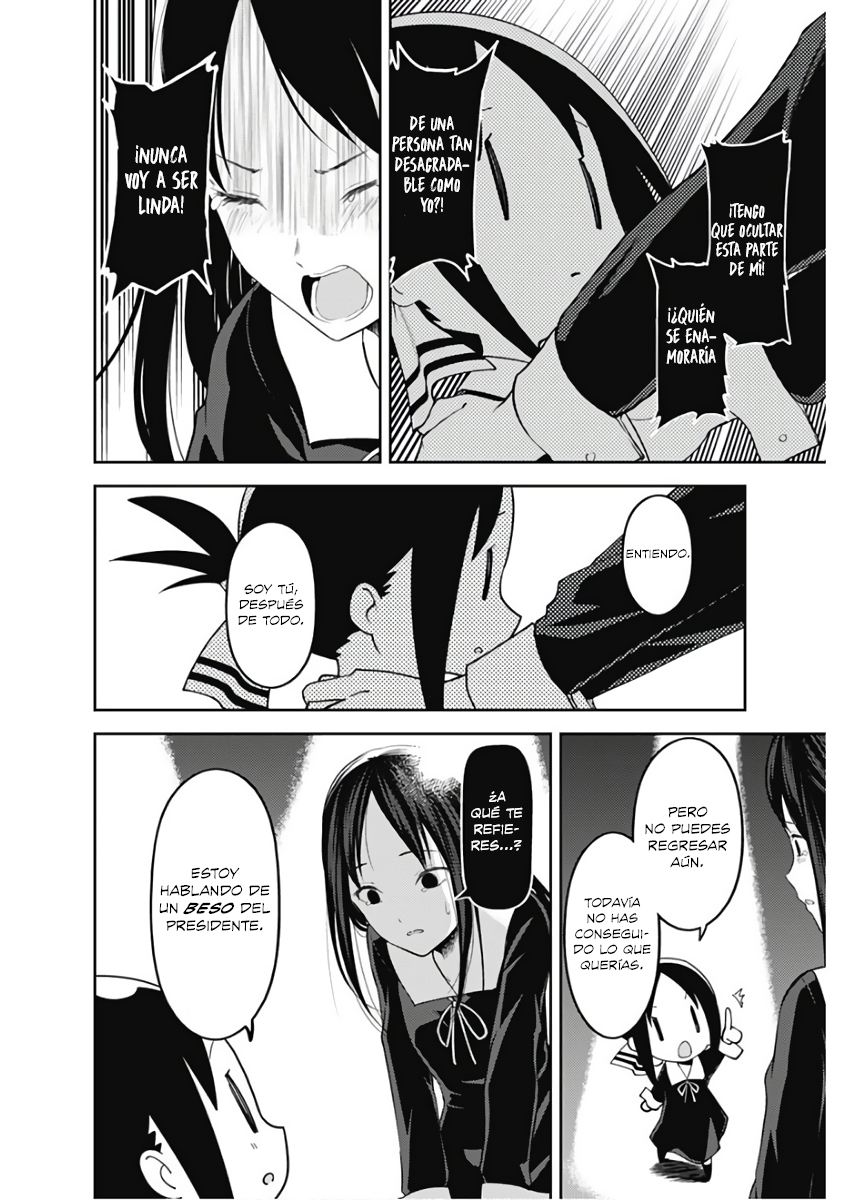 ¡TENGO
QUE OCULTAR
ESTA PARTE
DE MÍ!
¡¿QUIÉN
SE ENA-
MORARÍA
DE UNA
PERSONA TAN
DESAGRADA-
BLE COMO
YO?!
¡NUNCA
VOY A SER
LINDA!
ENTIENDO.
SOY TÚ,
DESPUÉS
DE TODO.
PERO
NO PUEDES
REGRESAR
AÚN.
TODAVÍA
NO HAS
CONSEGUI-
DO LO QUE
QUERÍAS.
¿A
QUÉ TE
REFIE-
RES...?
ESTOY
HABLANDO DE
UN BESO DEL
PRESIDENTE.